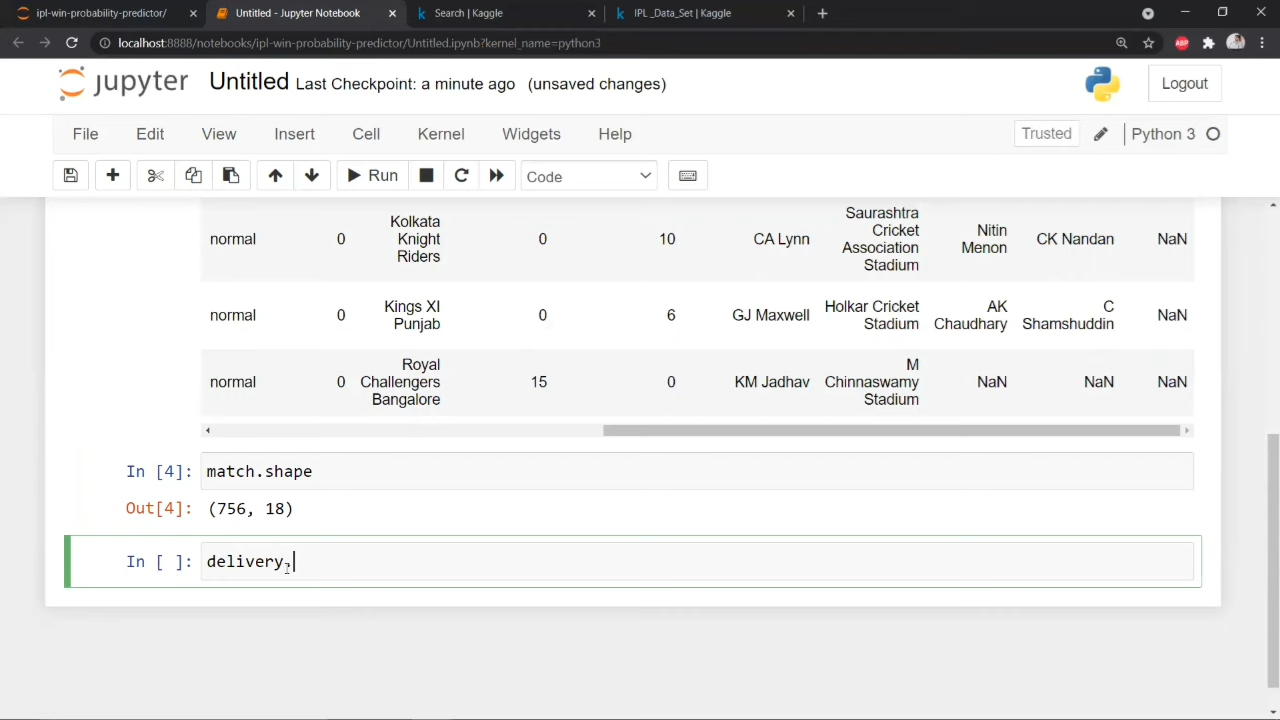 ipl-win-probability-predictor/
Untitled - Jupyter Notebook
Search | Kaggle
IPL _Data_Set | Kaggle
localhost:8888/notebooks/ipl-win-probability-predictor/Untitled.ipynb?kernel_name=python3
ABP
jupyter Untitled Last Checkpoint: a minute ago (unsaved changes)
Logout
File Edit View Insert Cell Kernel Widgets Help
Trusted
Python 3
Run
Code
normal 0 Kolkata Knight Riders 0 10 CA Lynn Saurashtra Cricket Association Stadium Nitin Menon CK Nandan NaN
normal 0 Kings XI Punjab 0 6 GJ Maxwell Holkar Cricket Stadium AK Chaudhary C Shamshuddin NaN
normal 0 Royal Challengers Bangalore 15 0 KM Jadhav M Chinnaswamy Stadium NaN NaN NaN
In [4]: match.shape
Out[4]: (756, 18)
In [ ]: delivery.